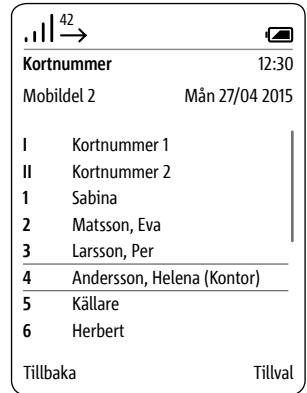 42
Kortnummer 12:30
Mobildel 2 Mån 27/04 2015
I Kortnummer 1
II Kortnummer 2
1 Sabina
2 Matsson, Eva
3 Larsson, Per
4 Andersson, Helena (Kontor)
5 Källare
6 Herbert
Tillbaka Tillval